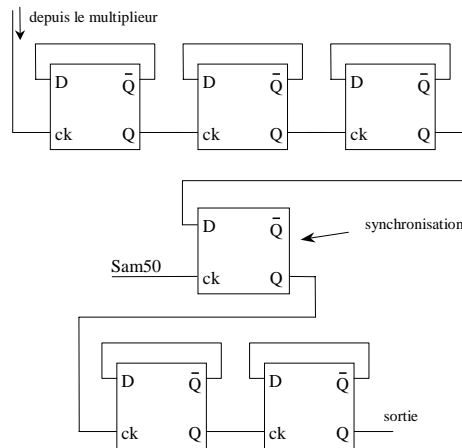 depuis le multiplieur
D Q̅ D Q̅ D Q̅
ck Q ck Q ck Q
D Q̅
synchronisation
Sam50 ck Q
D Q̅ D Q̅
sortie
ck Q ck Q